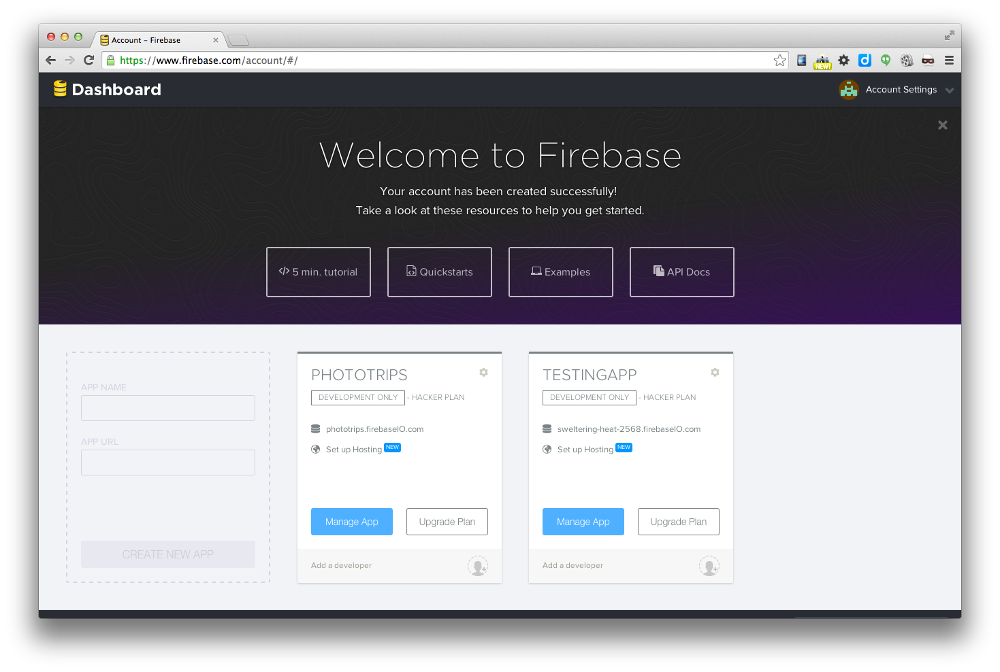 Account – Firebase
https://www.firebase.com/account/#/
NEW!
d
Dashboard
Account Settings
Welcome to Firebase
Your account has been created successfully!
Take a look at these resources to help you get started.
</> 5 min. tutorial
Quickstarts
Examples
API Docs
APP NAME
APP URL
CREATE NEW APP
PHOTOTRIPS
DEVELOPMENT ONLY - HACKER PLAN
phototrips.firebaseIO.com
Set up Hosting NEW
Manage App
Upgrade Plan
Add a developer
TESTINGAPP
DEVELOPMENT ONLY - HACKER PLAN
sweltering-heat-2568.firebaseIO.com
Set up Hosting NEW
Manage App
Upgrade Plan
Add a developer